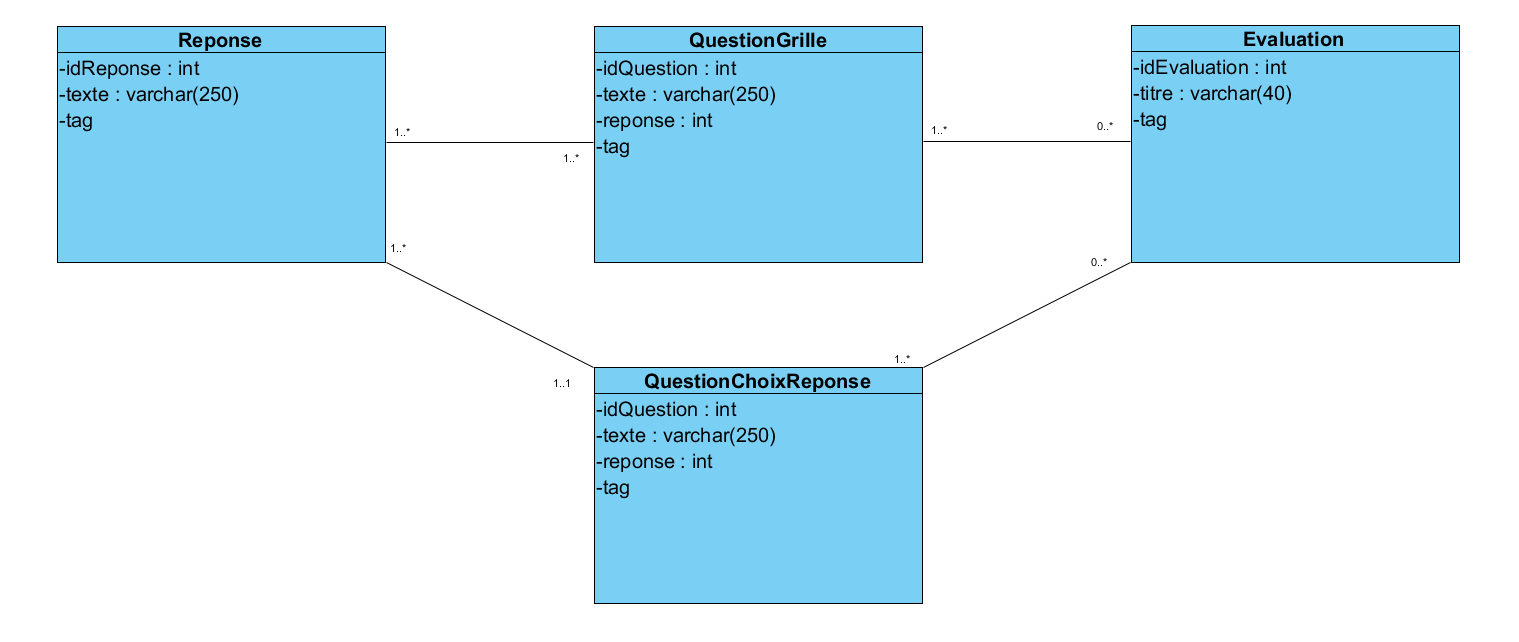 Reponse
-idReponse : int
-texte : varchar(250)
-tag
1..*
1..*
1..*
QuestionGrille
-idQuestion : int
-texte : varchar(250)
-reponse : int
-tag
1..*
0..*
Evaluation
-idEvaluation : int
-titre : varchar(40)
-tag
0..*
1..*
1..1
QuestionChoixReponse
-idQuestion : int
-texte : varchar(250)
-reponse : int
-tag